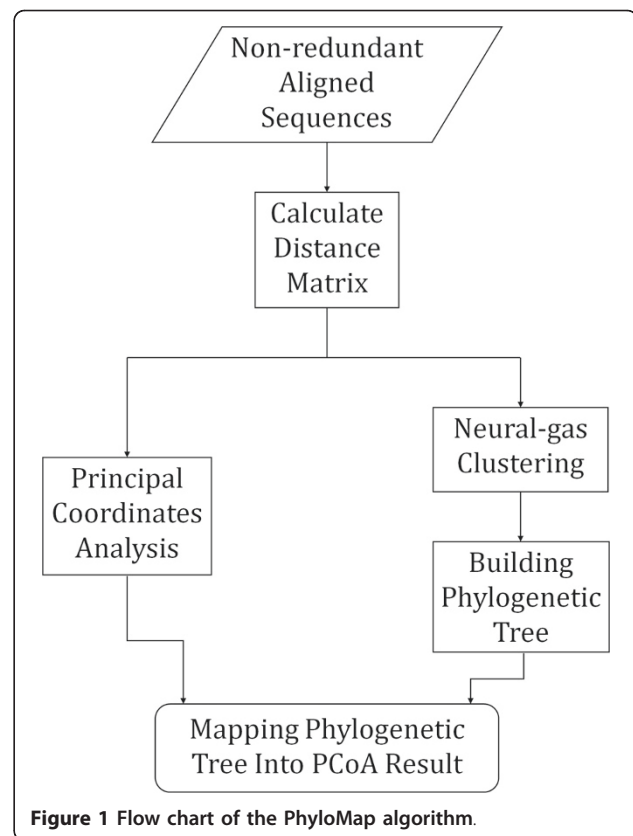 Non-redundant
Aligned
Sequences
Calculate
Distance
Matrix
Principal
Coordinates
Analysis
Neural-gas
Clustering
Building
Phylogenetic
Tree
Mapping Phylogenetic
Tree Into PCoA Result
Figure 1 Flow chart of the PhyloMap algorithm.